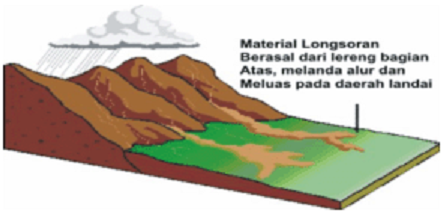 Material Longsoran
Berasal dari lereng bagian
Atas, melanda alur dan
Meluas pada daerah landai